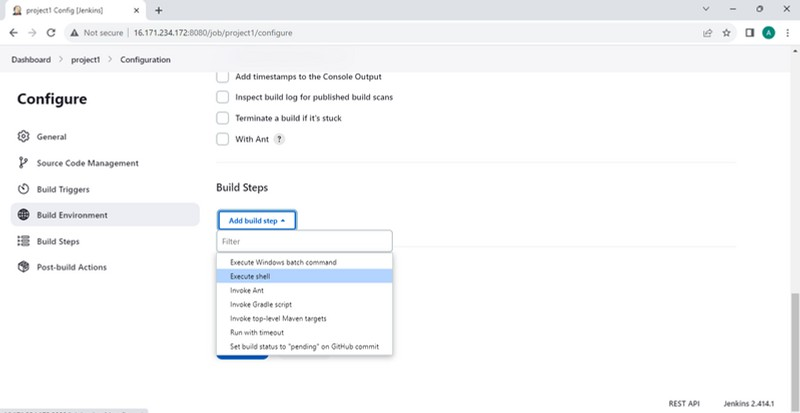 project1 Config [Jenkins]
Not secure | 16.171.234.172:8080/job/project1/configure
A
Dashboard > project1 > Configuration
Configure
General
Source Code Management
Build Triggers
Build Environment
Build Steps
Post-build Actions
Add timestamps to the Console Output
Inspect build log for published build scans
Terminate a build if it's stuck
With Ant ?
Build Steps
Add build step
Filter
Execute Windows batch command
Execute shell
Invoke Ant
Invoke Gradle script
Invoke top-level Maven targets
Run with timeout
Set build status to "pending" on GitHub commit
REST API Jenkins 2.414.1